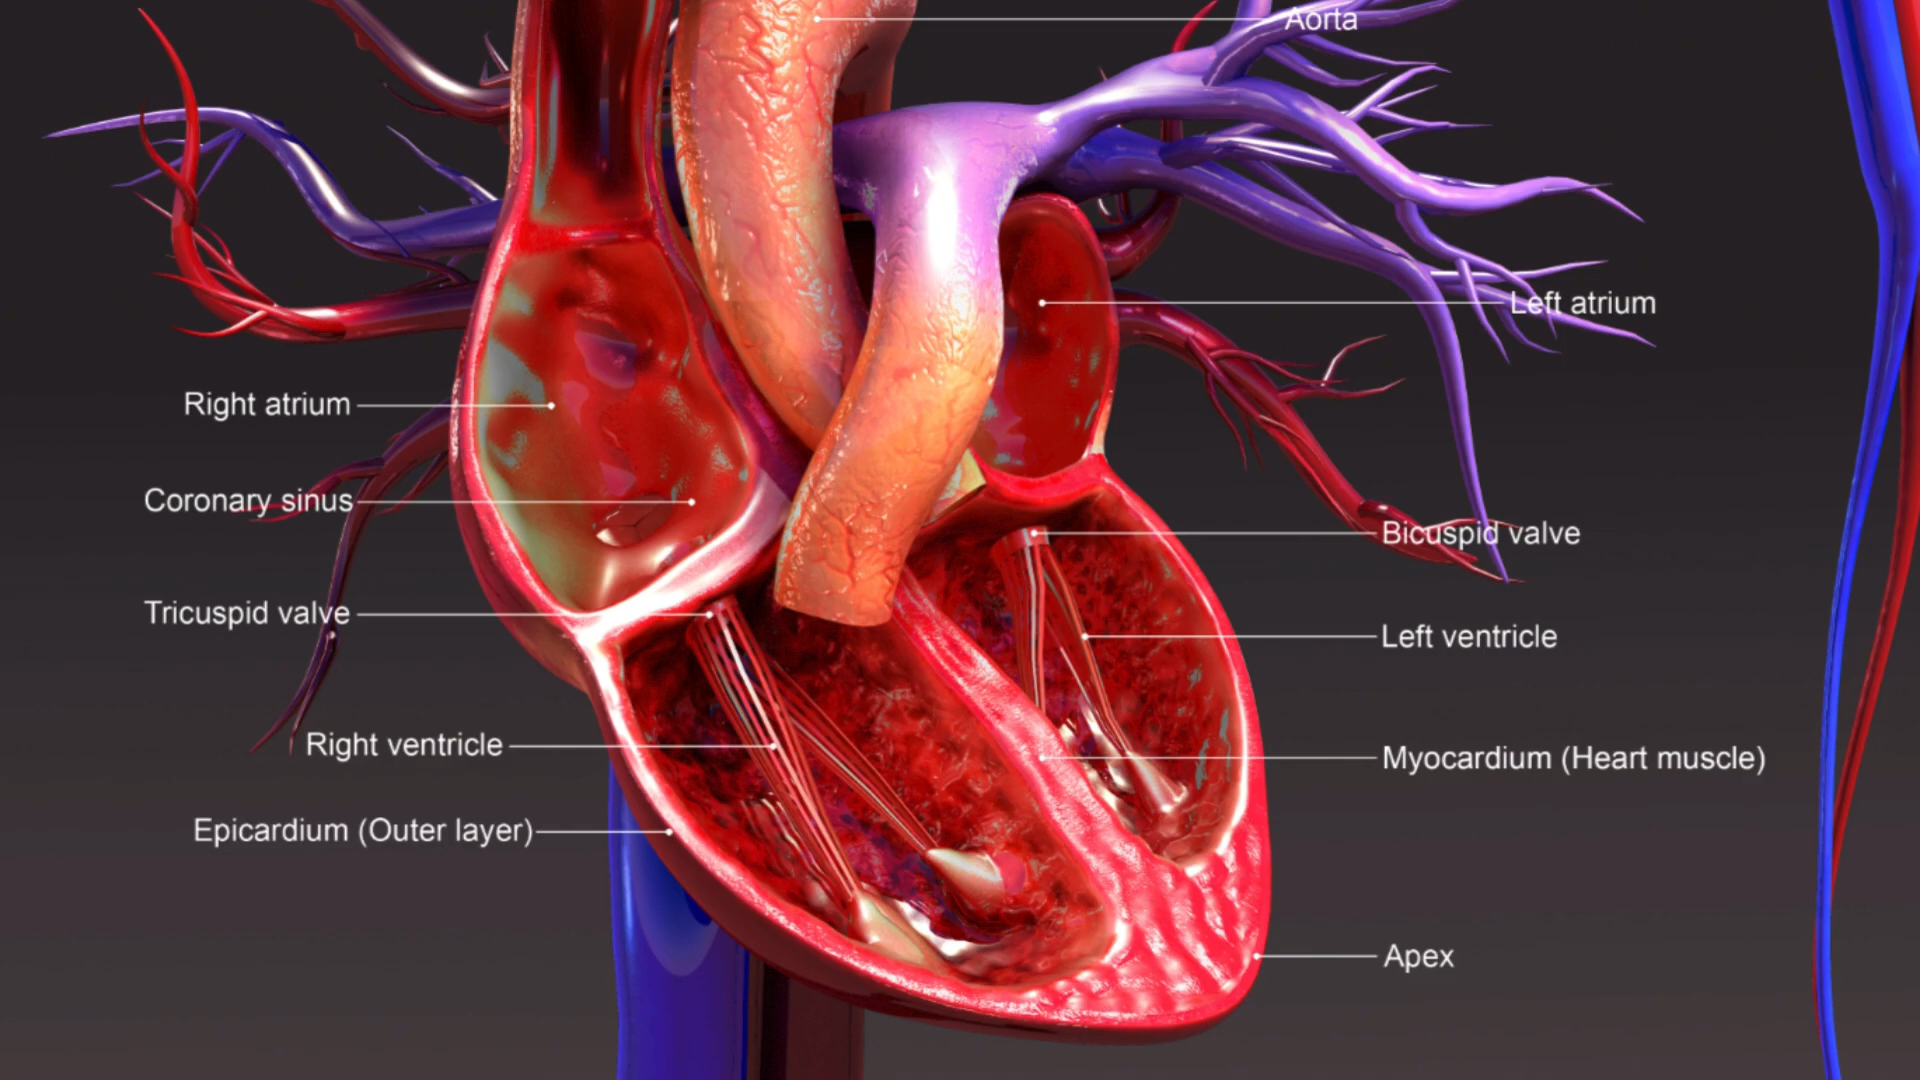 Aorta
Left atrium
Right atrium
Coronary sinus
Bicuspid valve
Tricuspid valve
Left ventricle
Right ventricle
Myocardium (Heart muscle)
Epicardium (Outer layer)
Apex